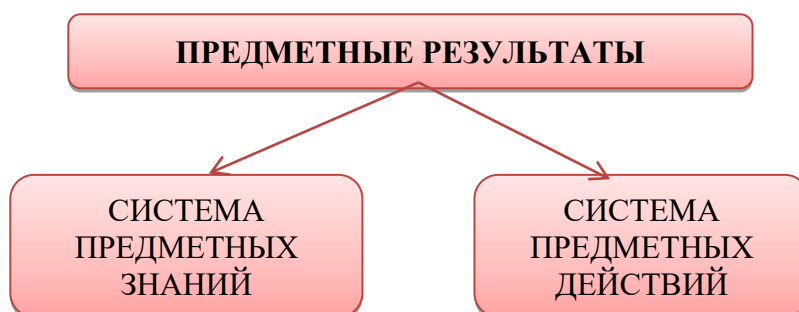 ПРЕДМЕТНЫЕ РЕЗУЛЬТАТЫ
СИСТЕМА
ПРЕДМЕТНЫХ
ЗНАНИЙ
СИСТЕМА
ПРЕДМЕТНЫХ
ДЕЙСТВИЙ